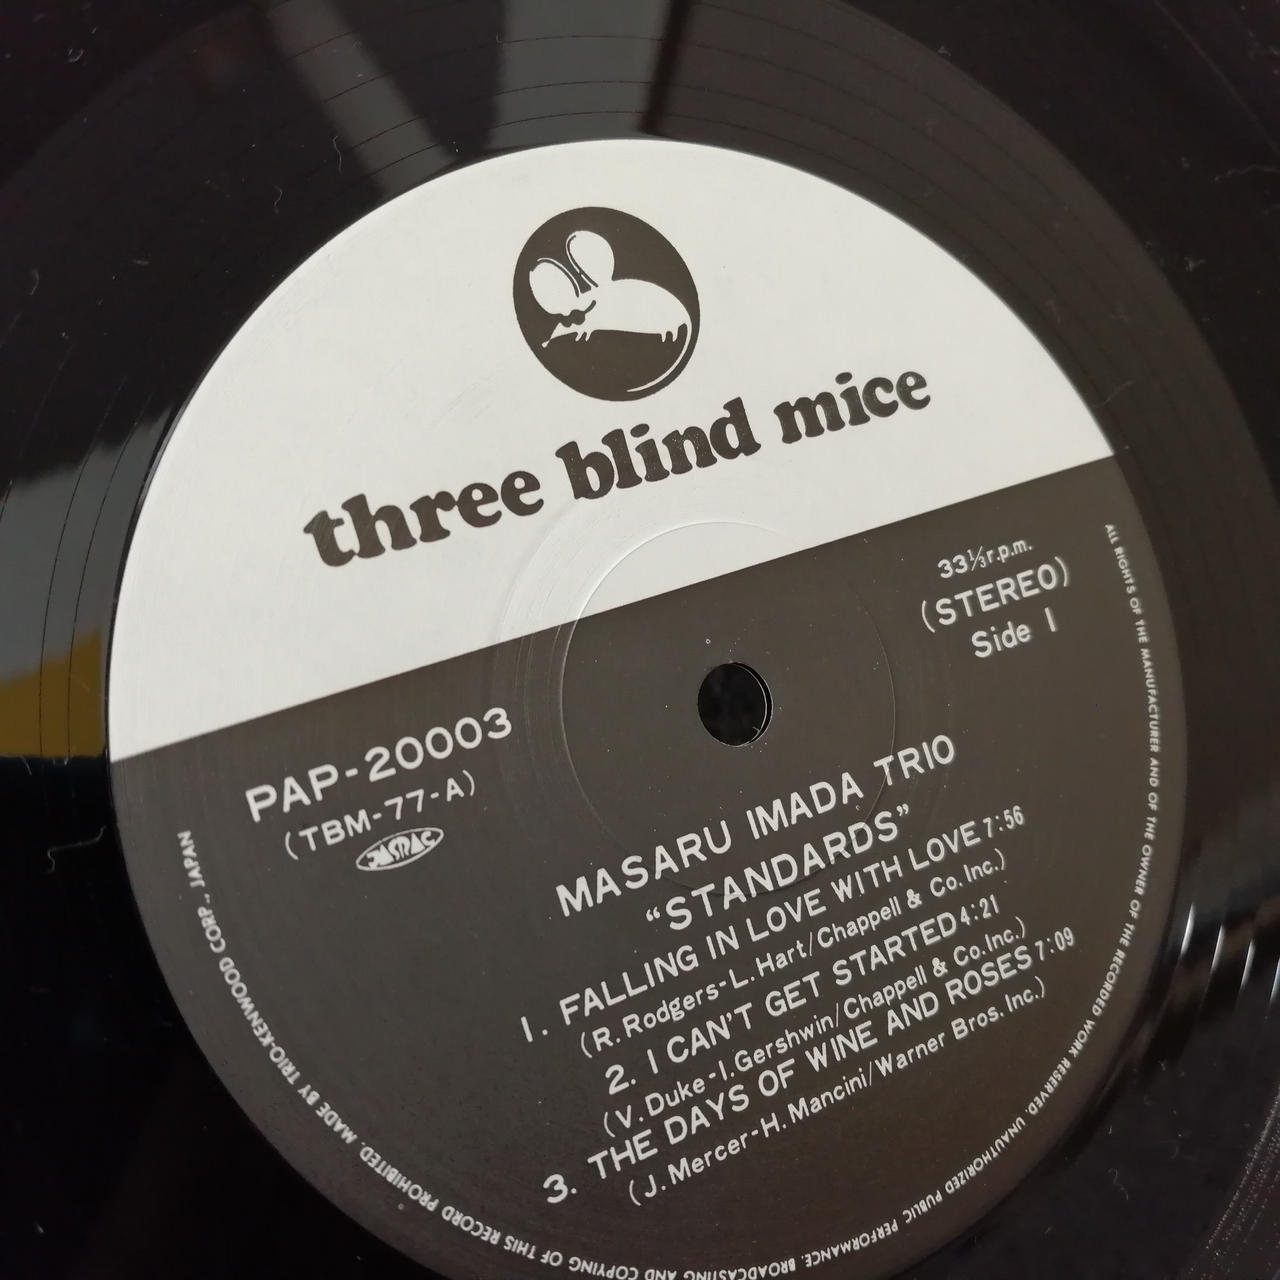 three blind mice
33⅓r.p.m.
(STEREO)
Side 1
PAP-20003
(TBM-77-A)
JASRAC
MASARU IMADA TRIO
“STANDARDS”
1. FALLING IN LOVE WITH LOVE 7:56
(R. Rodgers-L. Hart/Chappell & Co. Inc.)
2. I CAN'T GET STARTED 4:21
(V. Duke-I. Gershwin/Chappell & Co. Inc.)
3. THE DAYS OF WINE AND ROSES 7:09
(J. Mercer-H. Mancini/Warner Bros. Inc.)
ALL RIGHTS OF THE MANUFACTURER AND OF THE OWNER OF THE RECORDED WORK RESERVED. UNAUTHORIZED PUBLIC PERFORMANCE. BROADCASTING AND COPYING OF THIS RECORD PROHIBITED. MADE BY TRIO-KENWOOD CORP., JAPAN